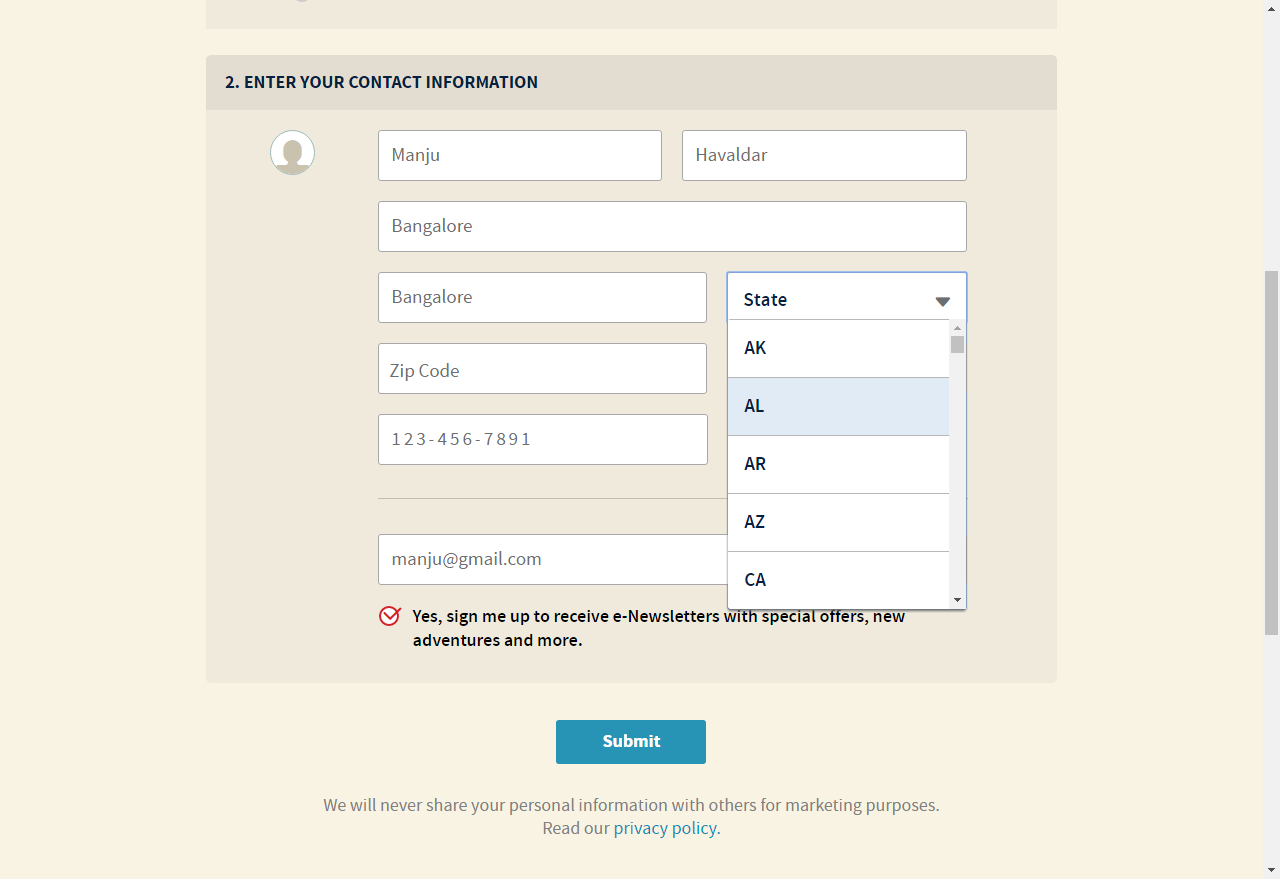 2. ENTER YOUR CONTACT INFORMATION
Manju
Havaldar
Bangalore
Bangalore
State
AK
Zip Code
AL
123-456-7891
AR
AZ
manju@gmail.com
CA
Yes, sign me up to receive e-Newsletters with special offers, new
adventures and more.
Submit
We will never share your personal information with others for marketing purposes.
Read our privacy policy.